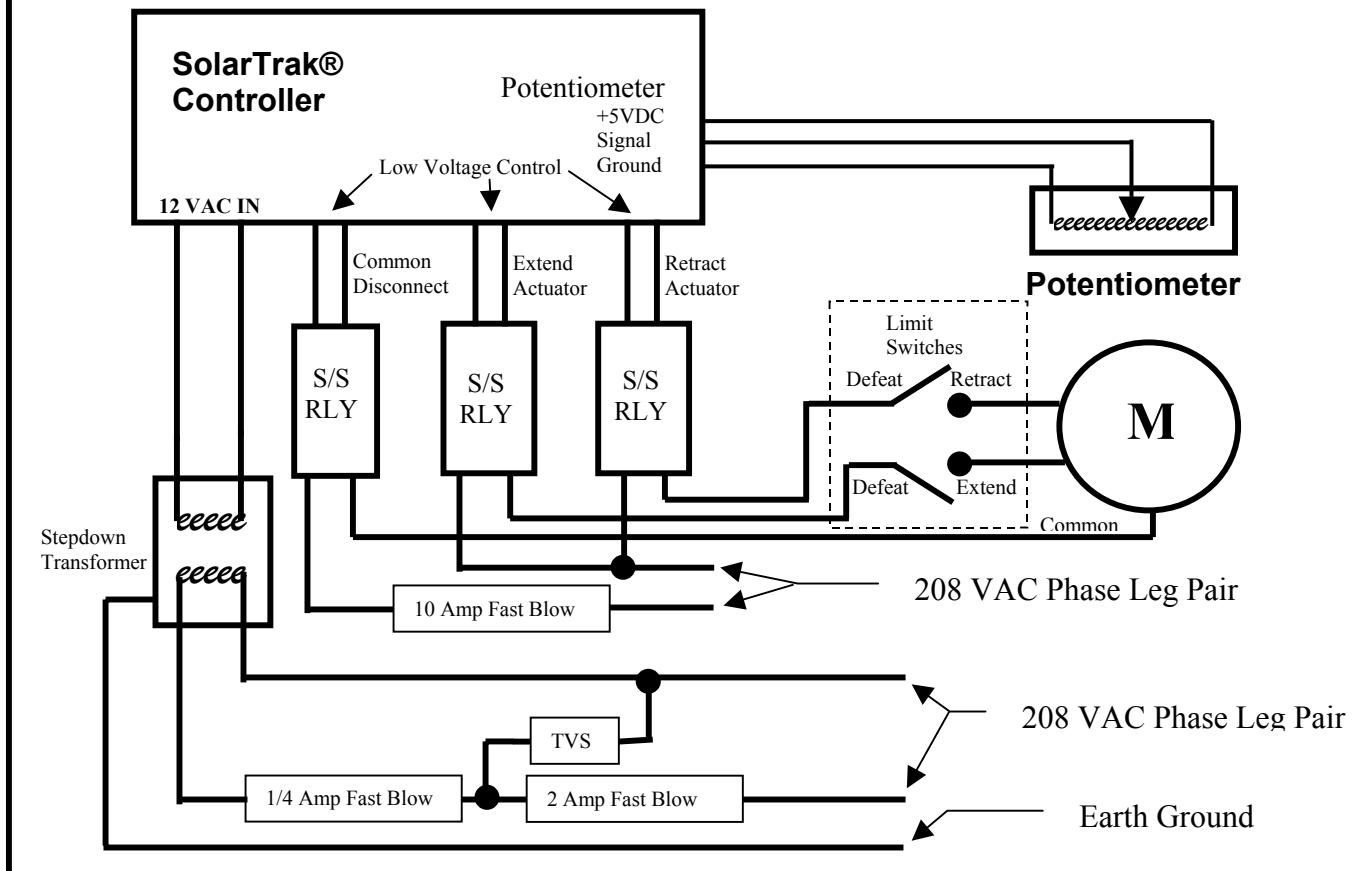 SolarTrak®
Controller
Potentiometer
+5VDC
Signal
Ground
Low Voltage Control
12 VAC IN
Common
Disconnect
Extend
Actuator
Retract
Actuator
Potentiometer
Limit
Switches
Defeat
Retract
S/S
RLY
S/S
RLY
S/S
RLY
M
Defeat
Extend
Common
Stepdown
Transformer
208 VAC Phase Leg Pair
10 Amp Fast Blow
208 VAC Phase Leg Pair
TVS
1/4 Amp Fast Blow
2 Amp Fast Blow
Earth Ground